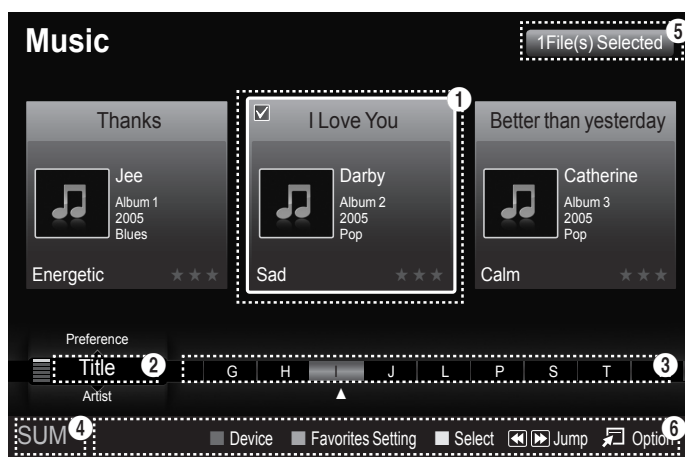 Music
1File(s) Selected
5
1
Thanks
I Love You
Better than yesterday
Jee
Album 1
2005
Blues
Darby
Album 2
2005
Pop
Catherine
Album 3
2005
Pop
Energetic
Sad
Calm
Preference
Title
2
G H I J L P S T
3
Artist
SUM
4
Device
Favorites Setting
Select
Jump
Option
6